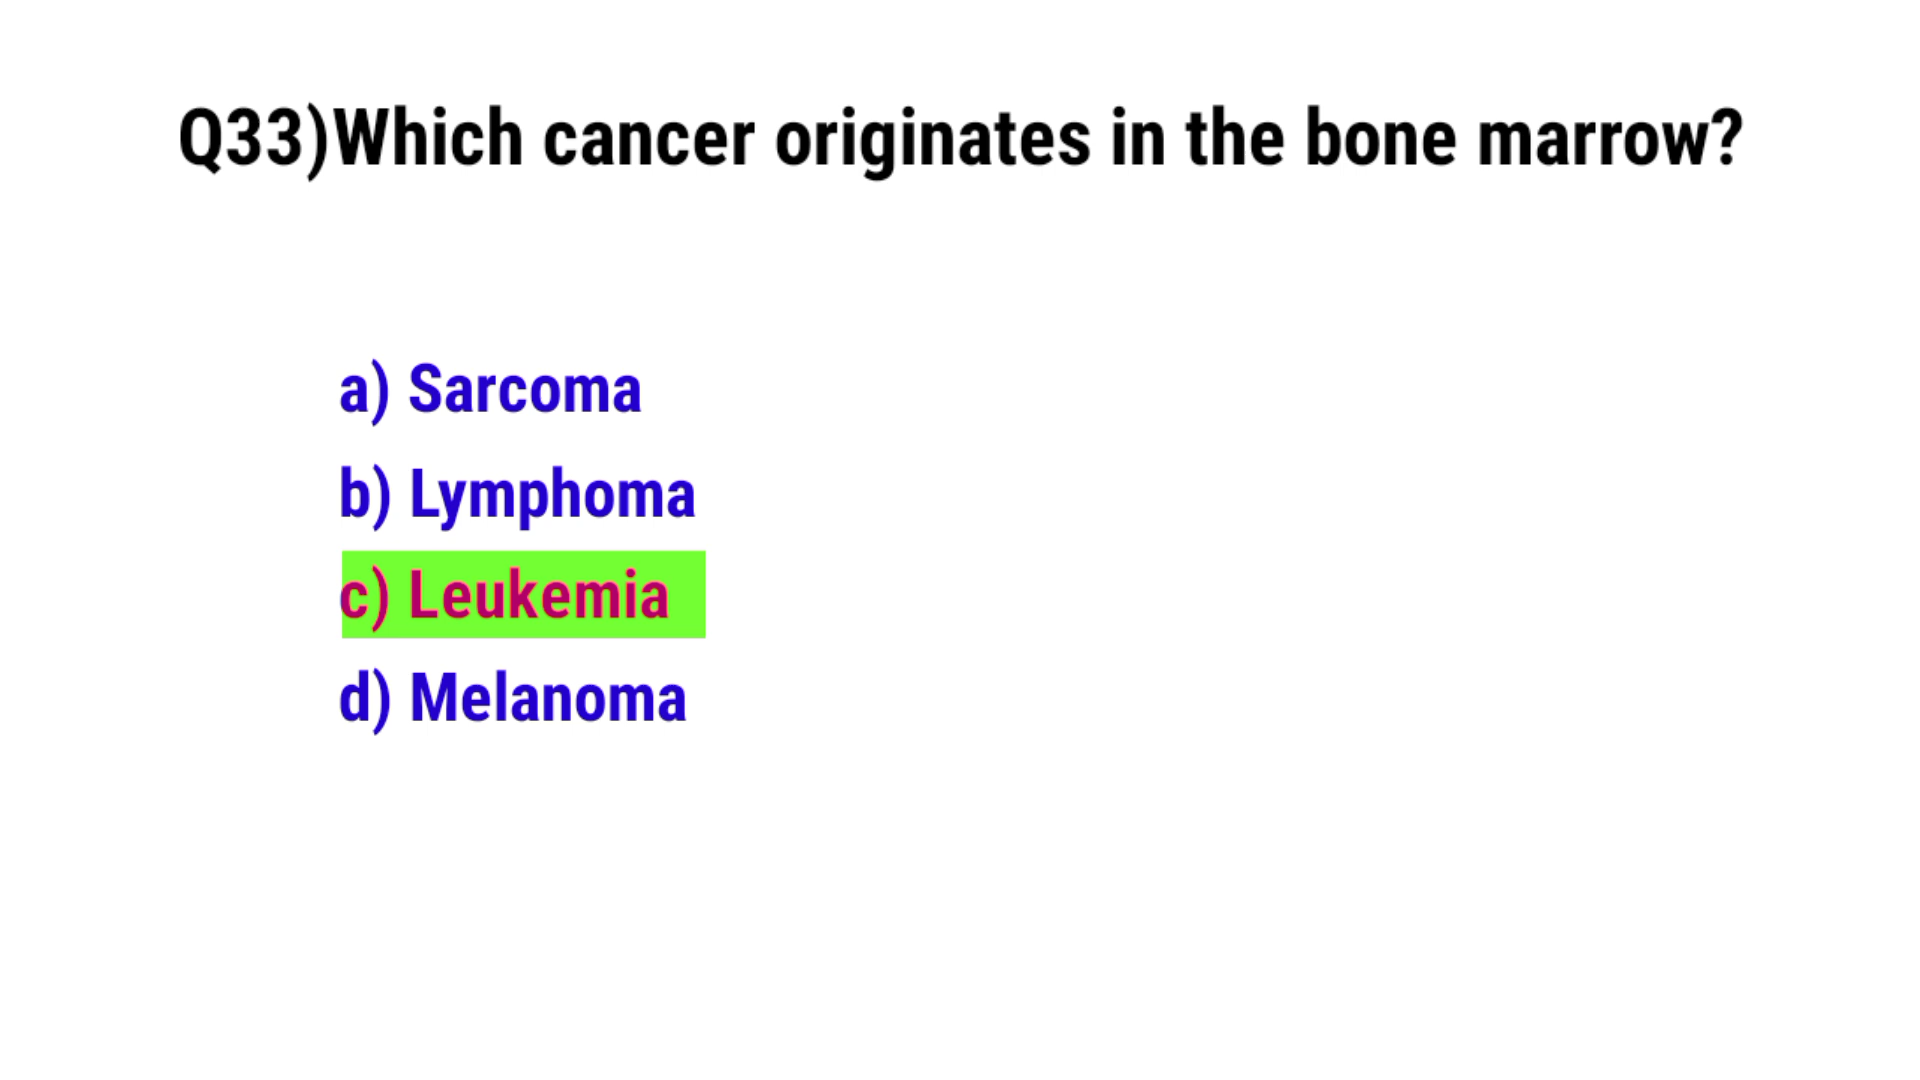 Q33)Which cancer originates in the bone marrow?
a) Sarcoma
b) Lymphoma
c) Leukemia
d) Melanoma